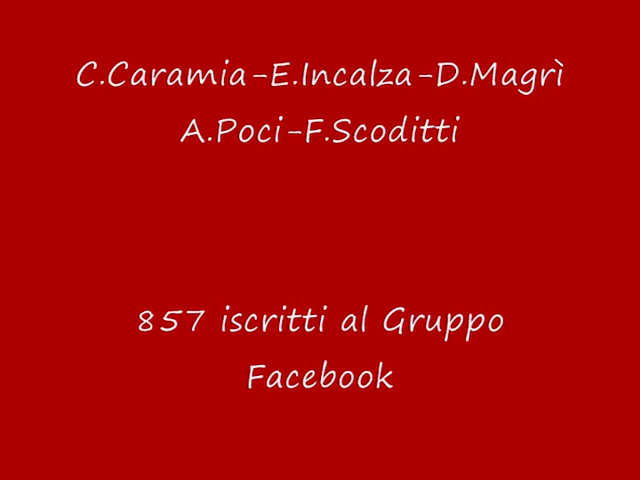 C.Caramia-E.Incalza-D.Magrì
A.Poci-F.Scoditti
857 iscritti al Gruppo
Facebook